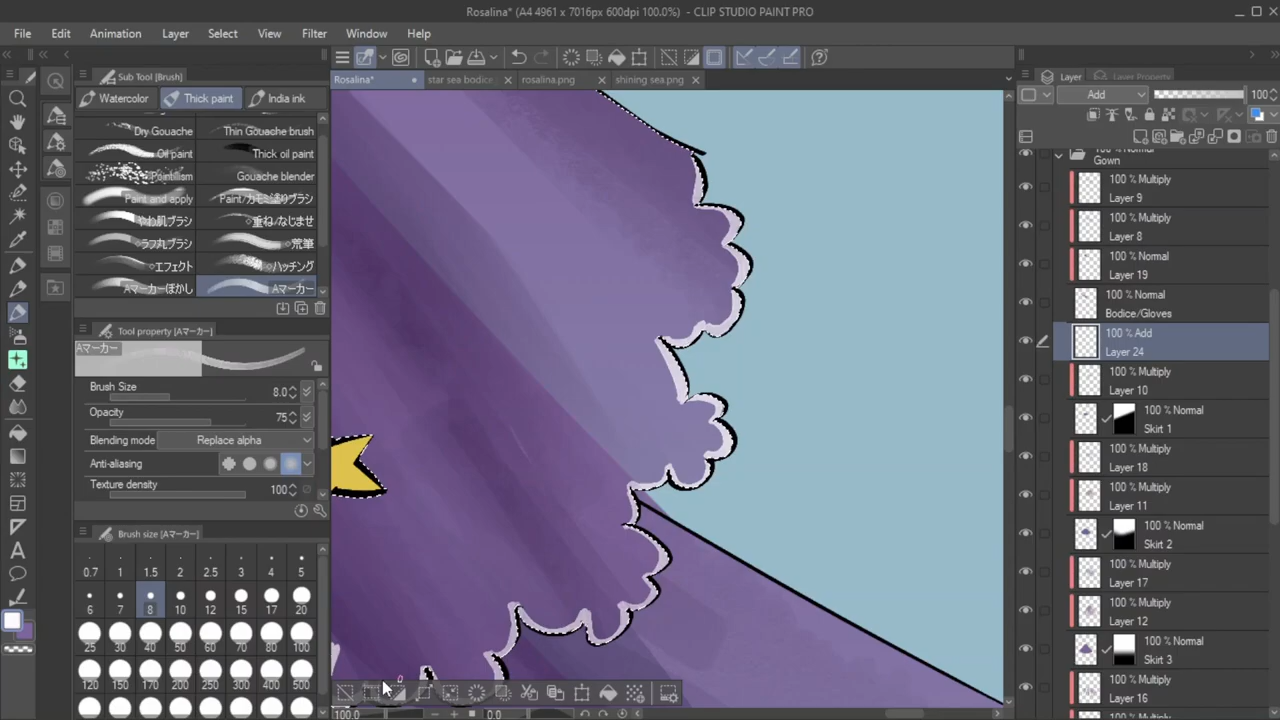 Rosalina* (A4 4961 x 7016px 600dpi 100.0%) - CLIP STUDIO PAINT PRO
File Edit Animation Layer Select View Filter Window Help
Sub Tool [Brush]
Watercolor Thick paint India ink
Dry Gouache Thin Gouache brush
Oil paint Thick oil paint
Pointillism Gouache blender
Paint and apply Paint/カモミ塗りブラシ
やわ肌ブラシ 重ね/なじませ
ラフ丸ブラシ 荒筆
エフェクト ハッチング
Aマーカーぼかし Aマーカー
Tool property [Aマーカー]
Aマーカー
Brush Size 8.0
Opacity 75
Blending mode Replace alpha
Anti-aliasing
Texture density 100
Brush size [Aマーカー]
0.7 1 1.5 2 2.5 3 4 5
6 7 8 10 12 15 17 20
25 30 40 50 60 70 80 100
120 150 170 200 250 300 400 500
Rosalina* star sea bodice rosalina.png shining sea.png
100.0 0.0
Layer Layer Property
Add 100
100 % Normal
Gown
100 % Multiply
Layer 9
100 % Multiply
Layer 8
100 % Normal
Layer 19
100 % Normal
Bodice/Gloves
100 % Add
Layer 24
100 % Multiply
Layer 10
100 % Normal
Skirt 1
100 % Multiply
Layer 18
100 % Multiply
Layer 11
100 % Normal
Skirt 2
100 % Multiply
Layer 17
100 % Multiply
Layer 12
100 % Normal
Skirt 3
100 % Multiply
Layer 16
100 % Multiply